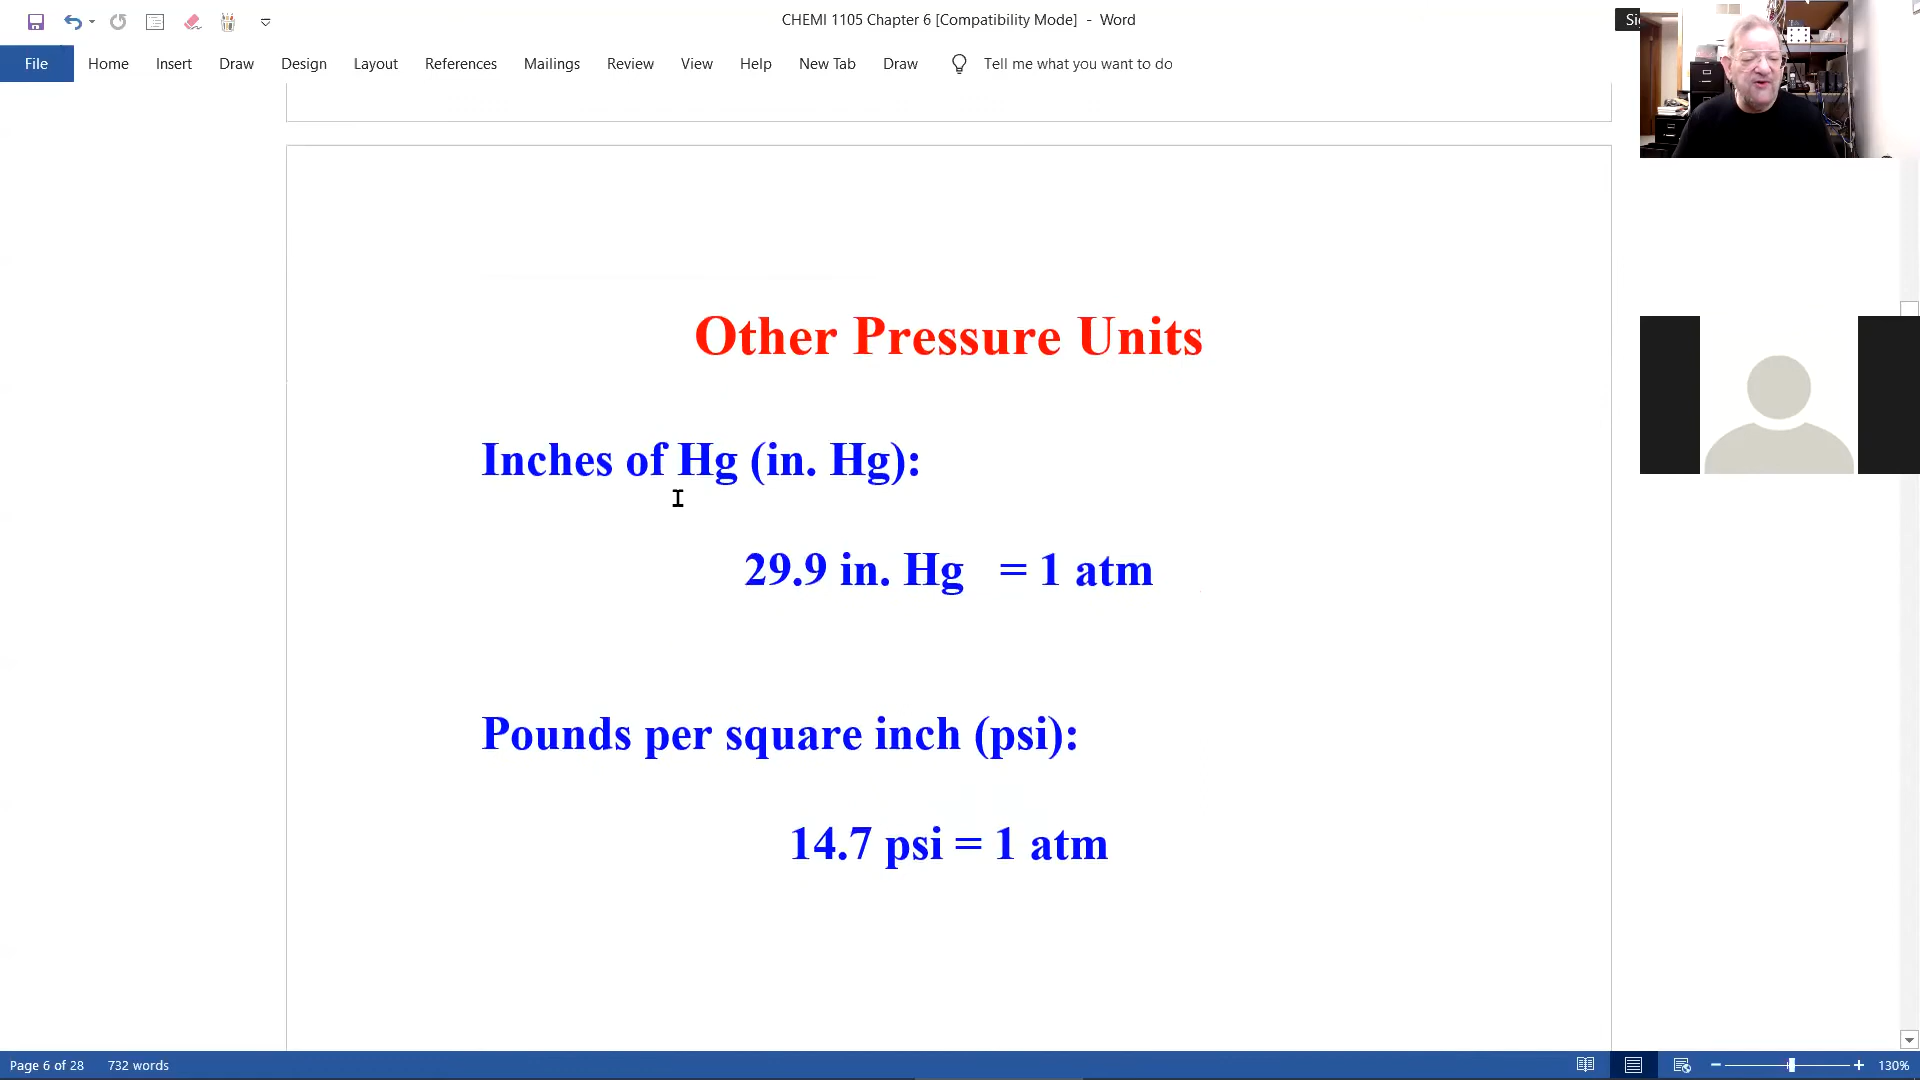 CHEMI 1105 Chapter 6 [Compatibility Mode] - Word
File Home Insert Draw Design Layout References Mailings Review View Help New Tab Draw Tell me what you want to do
Other Pressure Units
Inches of Hg (in. Hg):
29.9 in. Hg = 1 atm
Pounds per square inch (psi):
14.7 psi = 1 atm
Page 6 of 28 732 words 130%